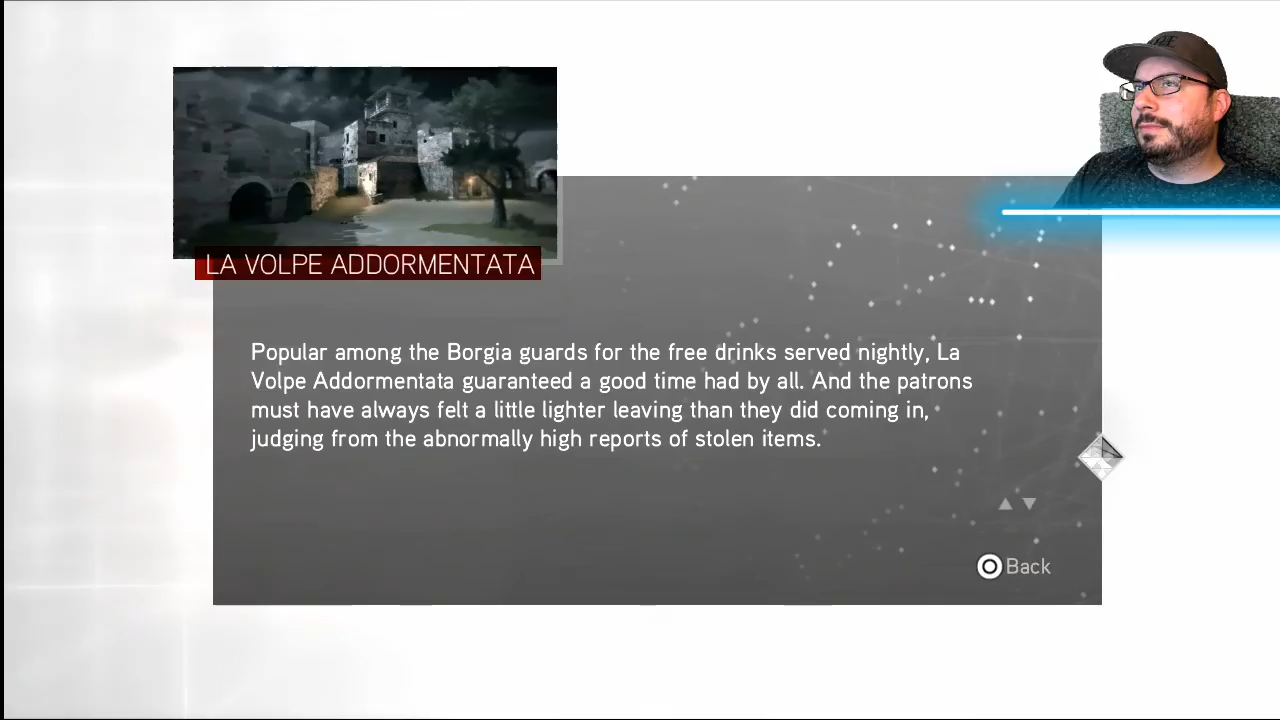 LA VOLPE ADDORMENTATA
Popular among the Borgia guards for the free drinks served nightly, La
Volpe Addormentata guaranteed a good time had by all. And the patrons
must have always felt a little lighter leaving than they did coming in,
judging from the abnormally high reports of stolen items.
Back